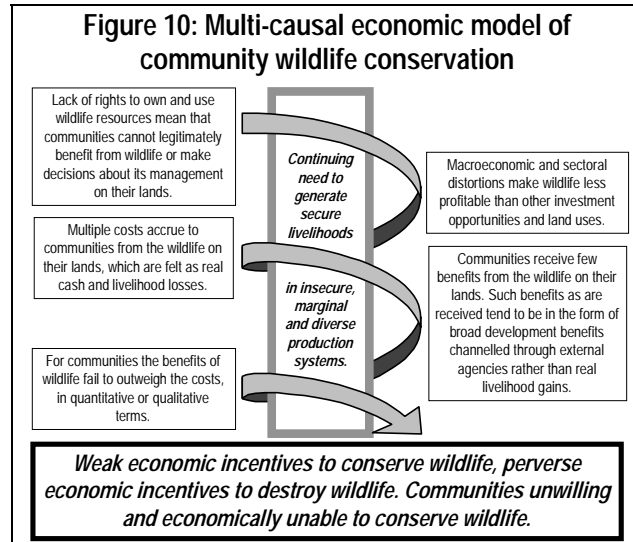 Figure 10: Multi-causal economic model of
community wildlife conservation
Lack of rights to own and use
wildlife resources mean that
communities cannot legitimately
benefit from wildlife or make
decisions about its management
on their lands.
Continuing
need to
generate
secure
livelihoods
Macroeconomic and sectoral
distortions make wildlife less
profitable than other investment
opportunities and land uses.
Multiple costs accrue to
communities from the wildlife on
their lands, which are felt as real
cash and livelihood losses.
in insecure,
marginal
and diverse
production
systems.
Communities receive few
benefits from the wildlife on their
lands. Such benefits as are
received tend to be in the form of
broad development benefits
channelled through external
agencies rather than real
livelihood gains.
For communities the benefits of
wildlife fail to outweigh the costs,
in quantitative or qualitative
terms.
Weak economic incentives to conserve wildlife, perverse
economic incentives to destroy wildlife. Communities unwilling
and economically unable to conserve wildlife.